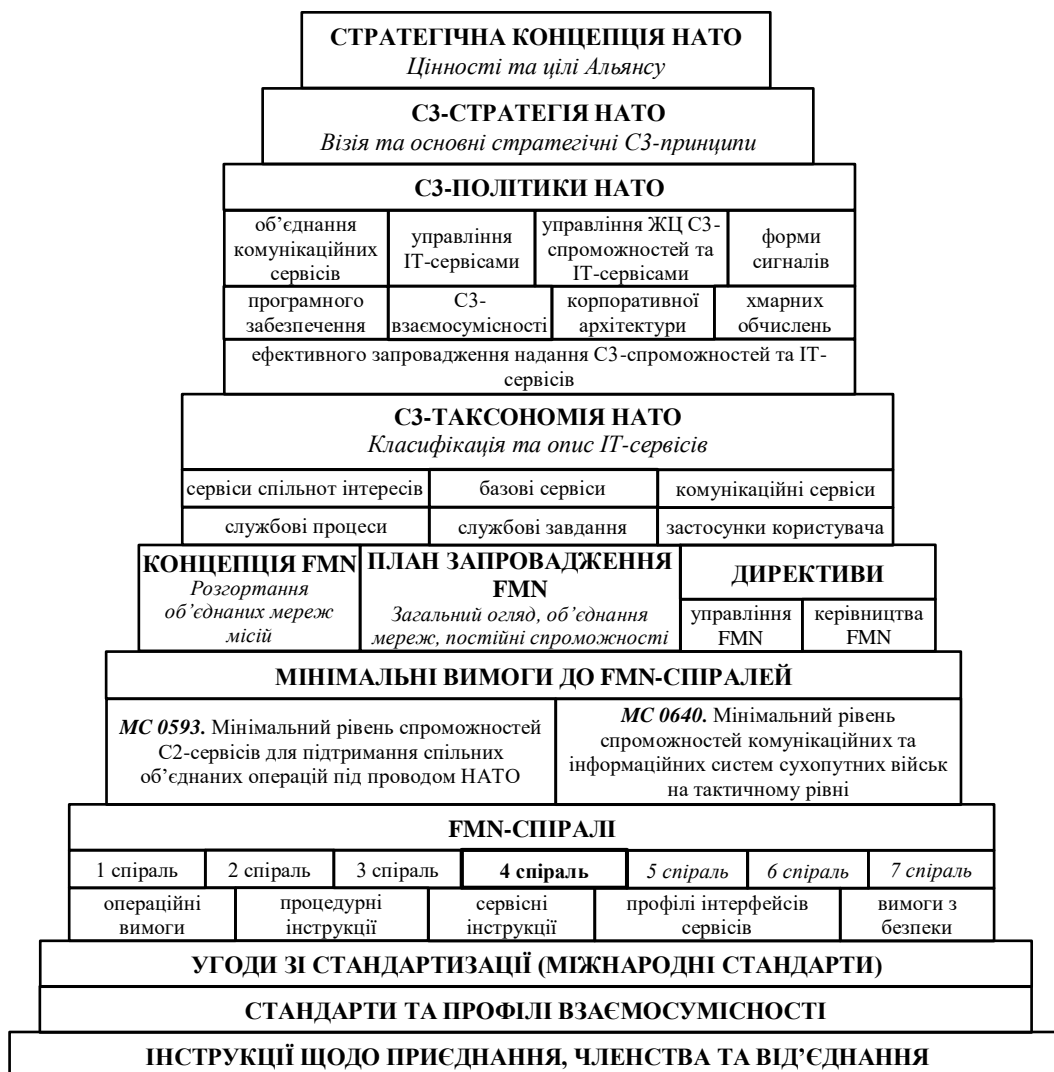 СТРАТЕГІЧНА КОНЦЕПЦІЯ НАТО
Цінності та цілі Альянсу
С3-СТРАТЕГІЯ НАТО
Візія та основні стратегічні С3-принципи
С3-ПОЛІТИКИ НАТО
об’єднання
комунікаційних
сервісів
управління
ІТ-сервісами
управління ЖЦ С3-
спроможностей та
ІТ-сервісами
форми
сигналів
програмного
забезпечення
С3-
взаємосумісності
корпоративної
архітектури
хмарних
обчислень
ефективного запровадження надання С3-спроможностей та ІТ-
сервісів
С3-ТАКСОНОМІЯ НАТО
Класифікація та опис ІТ-сервісів
сервіси спільнот інтересів
базові сервіси
комунікаційні сервіси
службові процеси
службові завдання
застосунки користувача
КОНЦЕПЦІЯ FMN
Розгортання
об’єднаних мереж
місій
ПЛАН ЗАПРОВАДЖЕННЯ
FMN
Загальний огляд, об’єднання
мереж, постійні спроможності
ДИРЕКТИВИ
управління
FMN
керівництва
FMN
МІНІМАЛЬНІ ВИМОГИ ДО FMN-СПІРАЛЕЙ
МС 0593. Мінімальний рівень спроможностей
С2-сервісів для підтримання спільних
об’єднаних операцій під проводом НАТО
МС 0640. Мінімальний рівень
спроможностей комунікаційних та
інформаційних систем сухопутних військ
на тактичному рівні
FMN-СПІРАЛІ
1 спіраль
2 спіраль
3 спіраль
4 спіраль
5 спіраль
6 спіраль
7 спіраль
операційні
вимоги
процедурні
інструкції
сервісні
інструкції
профілі інтерфейсів
сервісів
вимоги з
безпеки
УГОДИ ЗІ СТАНДАРТИЗАЦІЇ (МІЖНАРОДНІ СТАНДАРТИ)
СТАНДАРТИ ТА ПРОФІЛІ ВЗАЄМОСУМІСНОСТІ
ІНСТРУКЦІЇ ЩОДО ПРИЄДНАННЯ, ЧЛЕНСТВА ТА ВІД’ЄДНАННЯ